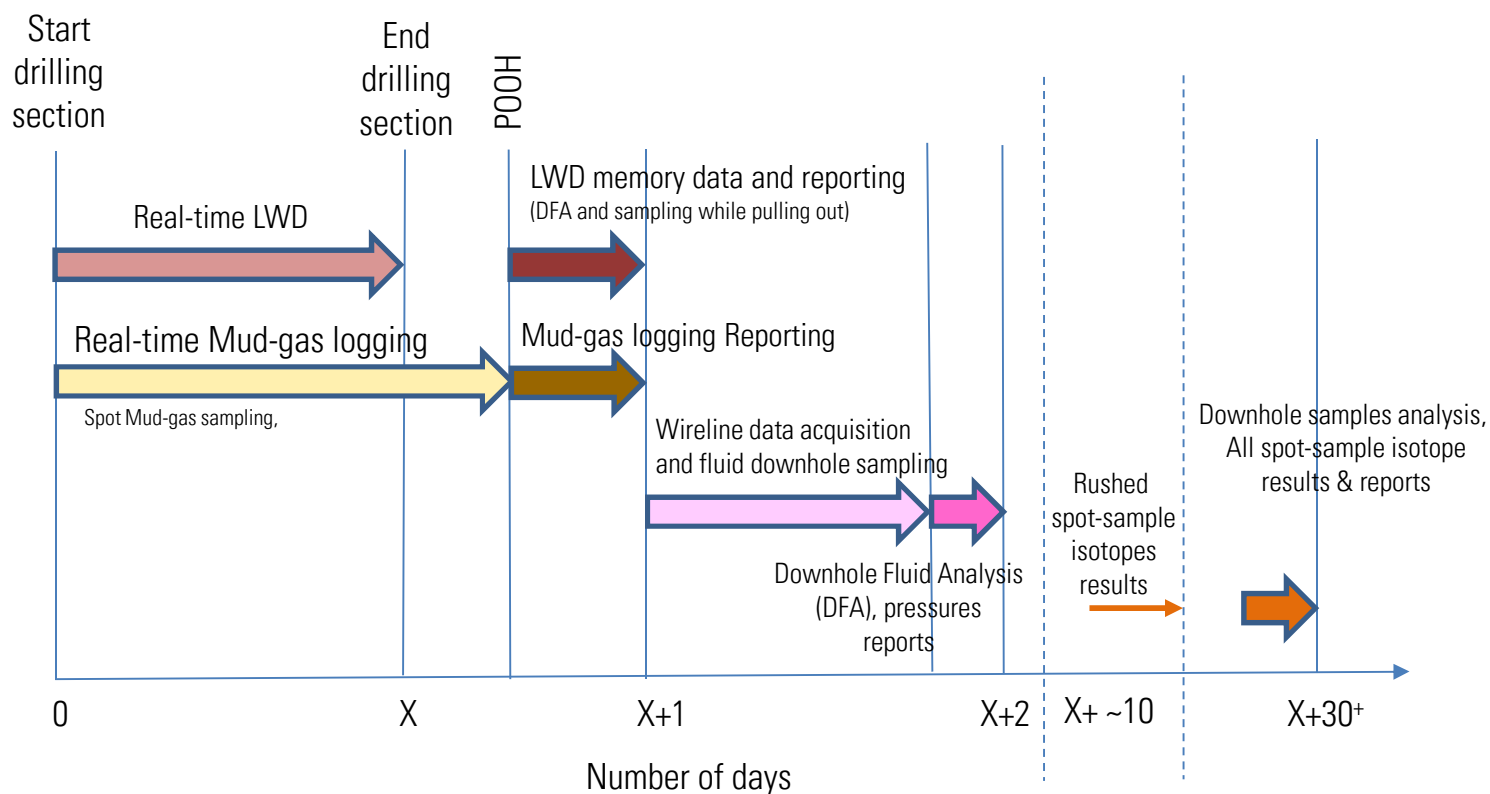 Start
drilling
section
End
drilling
section
POOH
LWD memory data and reporting
(DFA and sampling while pulling out)
Real-time LWD
Real-time Mud-gas logging
Mud-gas logging Reporting
Spot Mud-gas sampling,
Wireline data acquisition
and fluid downhole sampling
Downhole Fluid Analysis
(DFA), pressures
reports
Rushed
spot-sample
isotopes
results
Downhole samples analysis,
All spot-sample isotope
results & reports
0
X
X+1
X+2
X+ ~10
X+30⁺
Number of days